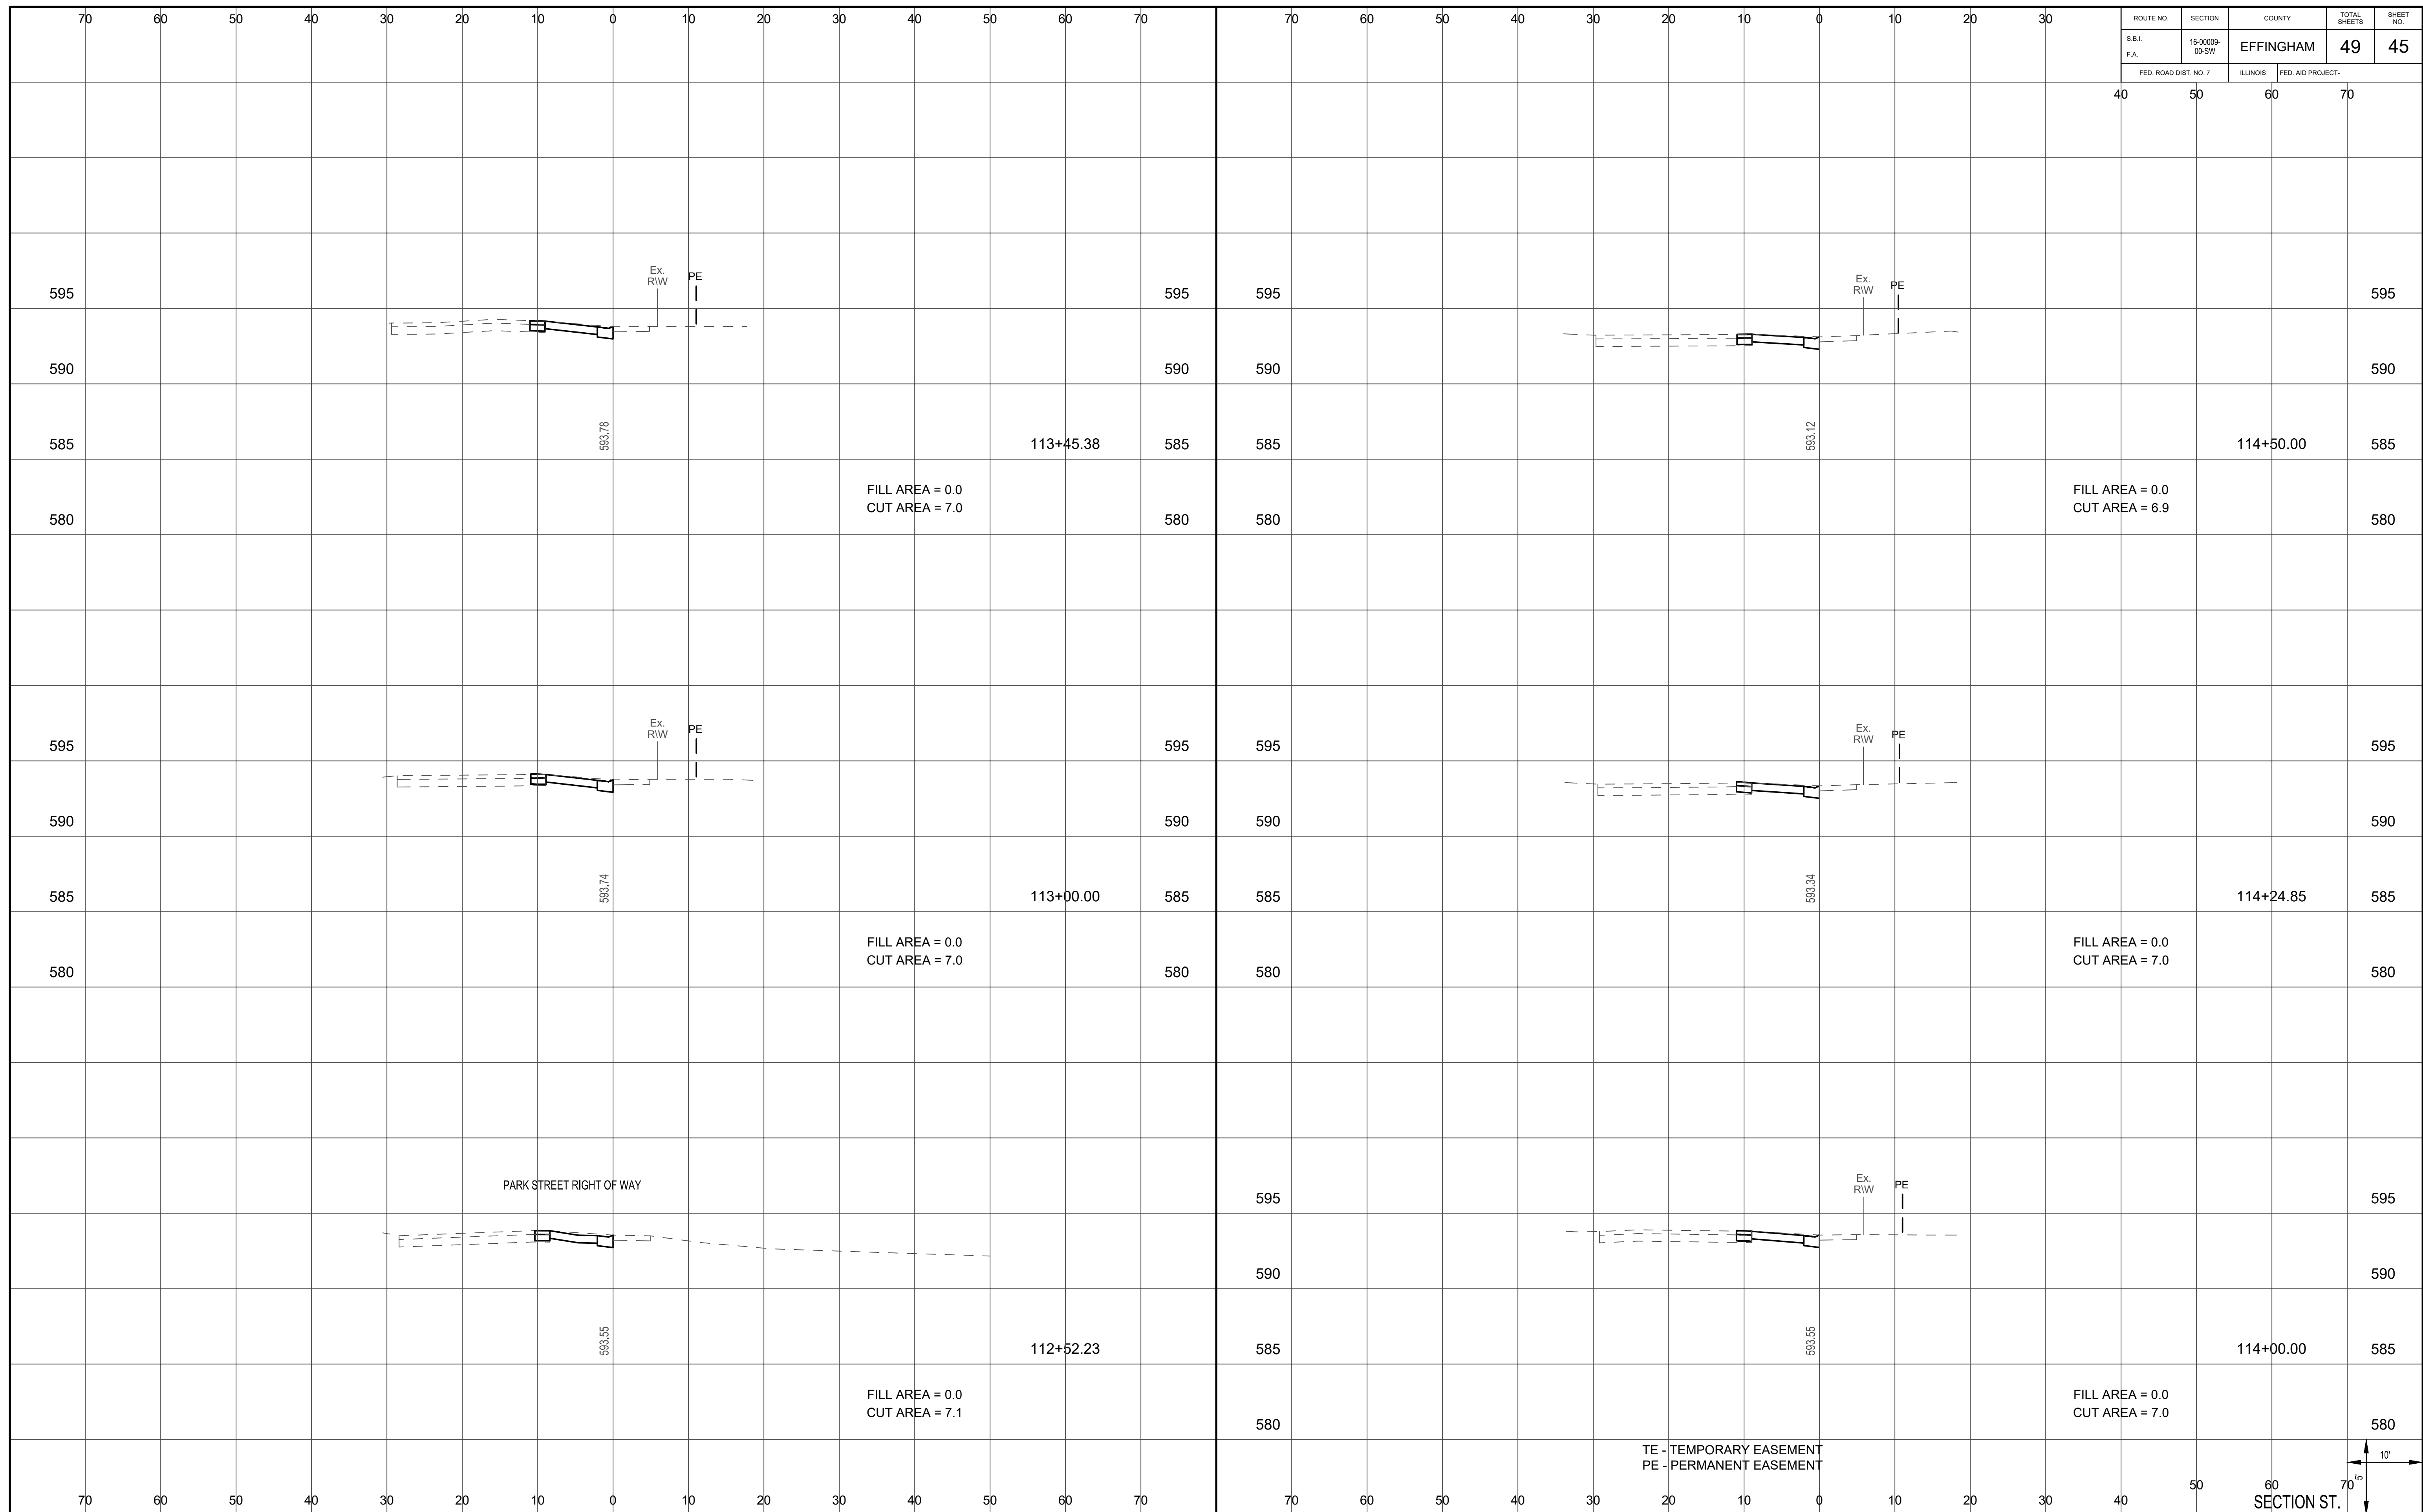 70 60 50 40 30 20 10 0 10 20 30 40 50 60 70 70 60 50 40 30 20 10 0 10 20 30
ROUTE NO. SECTION COUNTY TOTAL SHEETS SHEET NO.
S.B.I. F.A. 16-00009-00-SW EFFINGHAM 49 45
FED. ROAD DIST. NO. 7 ILLINOIS FED. AID PROJECT-
40 50 60 70
Ex.
R\W
PE
595 595
590 590
593.78
585 113+45.38 585
FILL AREA = 0.0
CUT AREA = 7.0
580 580
Ex.
R\W
PE
595 595
590 590
593.12
585 114+50.00 585
FILL AREA = 0.0
CUT AREA = 6.9
580 580
Ex.
R\W
PE
595 595
590 590
593.74
585 113+00.00 585
FILL AREA = 0.0
CUT AREA = 7.0
580 580
Ex.
R\W
PE
595 595
590 590
593.34
585 114+24.85 585
FILL AREA = 0.0
CUT AREA = 7.0
580 580
PARK STREET RIGHT OF WAY
593.55
112+52.23
FILL AREA = 0.0
CUT AREA = 7.1
Ex.
R\W
PE
595 595
590 590
593.55
585 114+00.00 585
FILL AREA = 0.0
CUT AREA = 7.0
580 580
TE - TEMPORARY EASEMENT
PE - PERMANENT EASEMENT
10'
5'
70 60 50 40 30 20 10 0 10 20 30 40 50 60 70 70 60 50 40 30 20 10 0 10 20 30 40 50 60 70
SECTION ST.